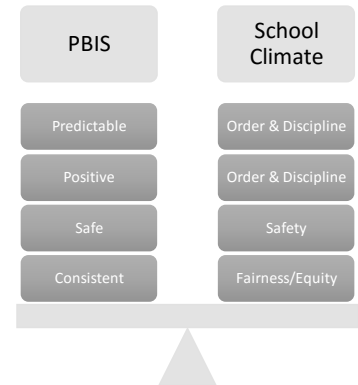 PBIS
School
Climate
Predictable
Order & Discipline
Positive
Order & Discipline
Safe
Safety
Consistent
Fairness/Equity